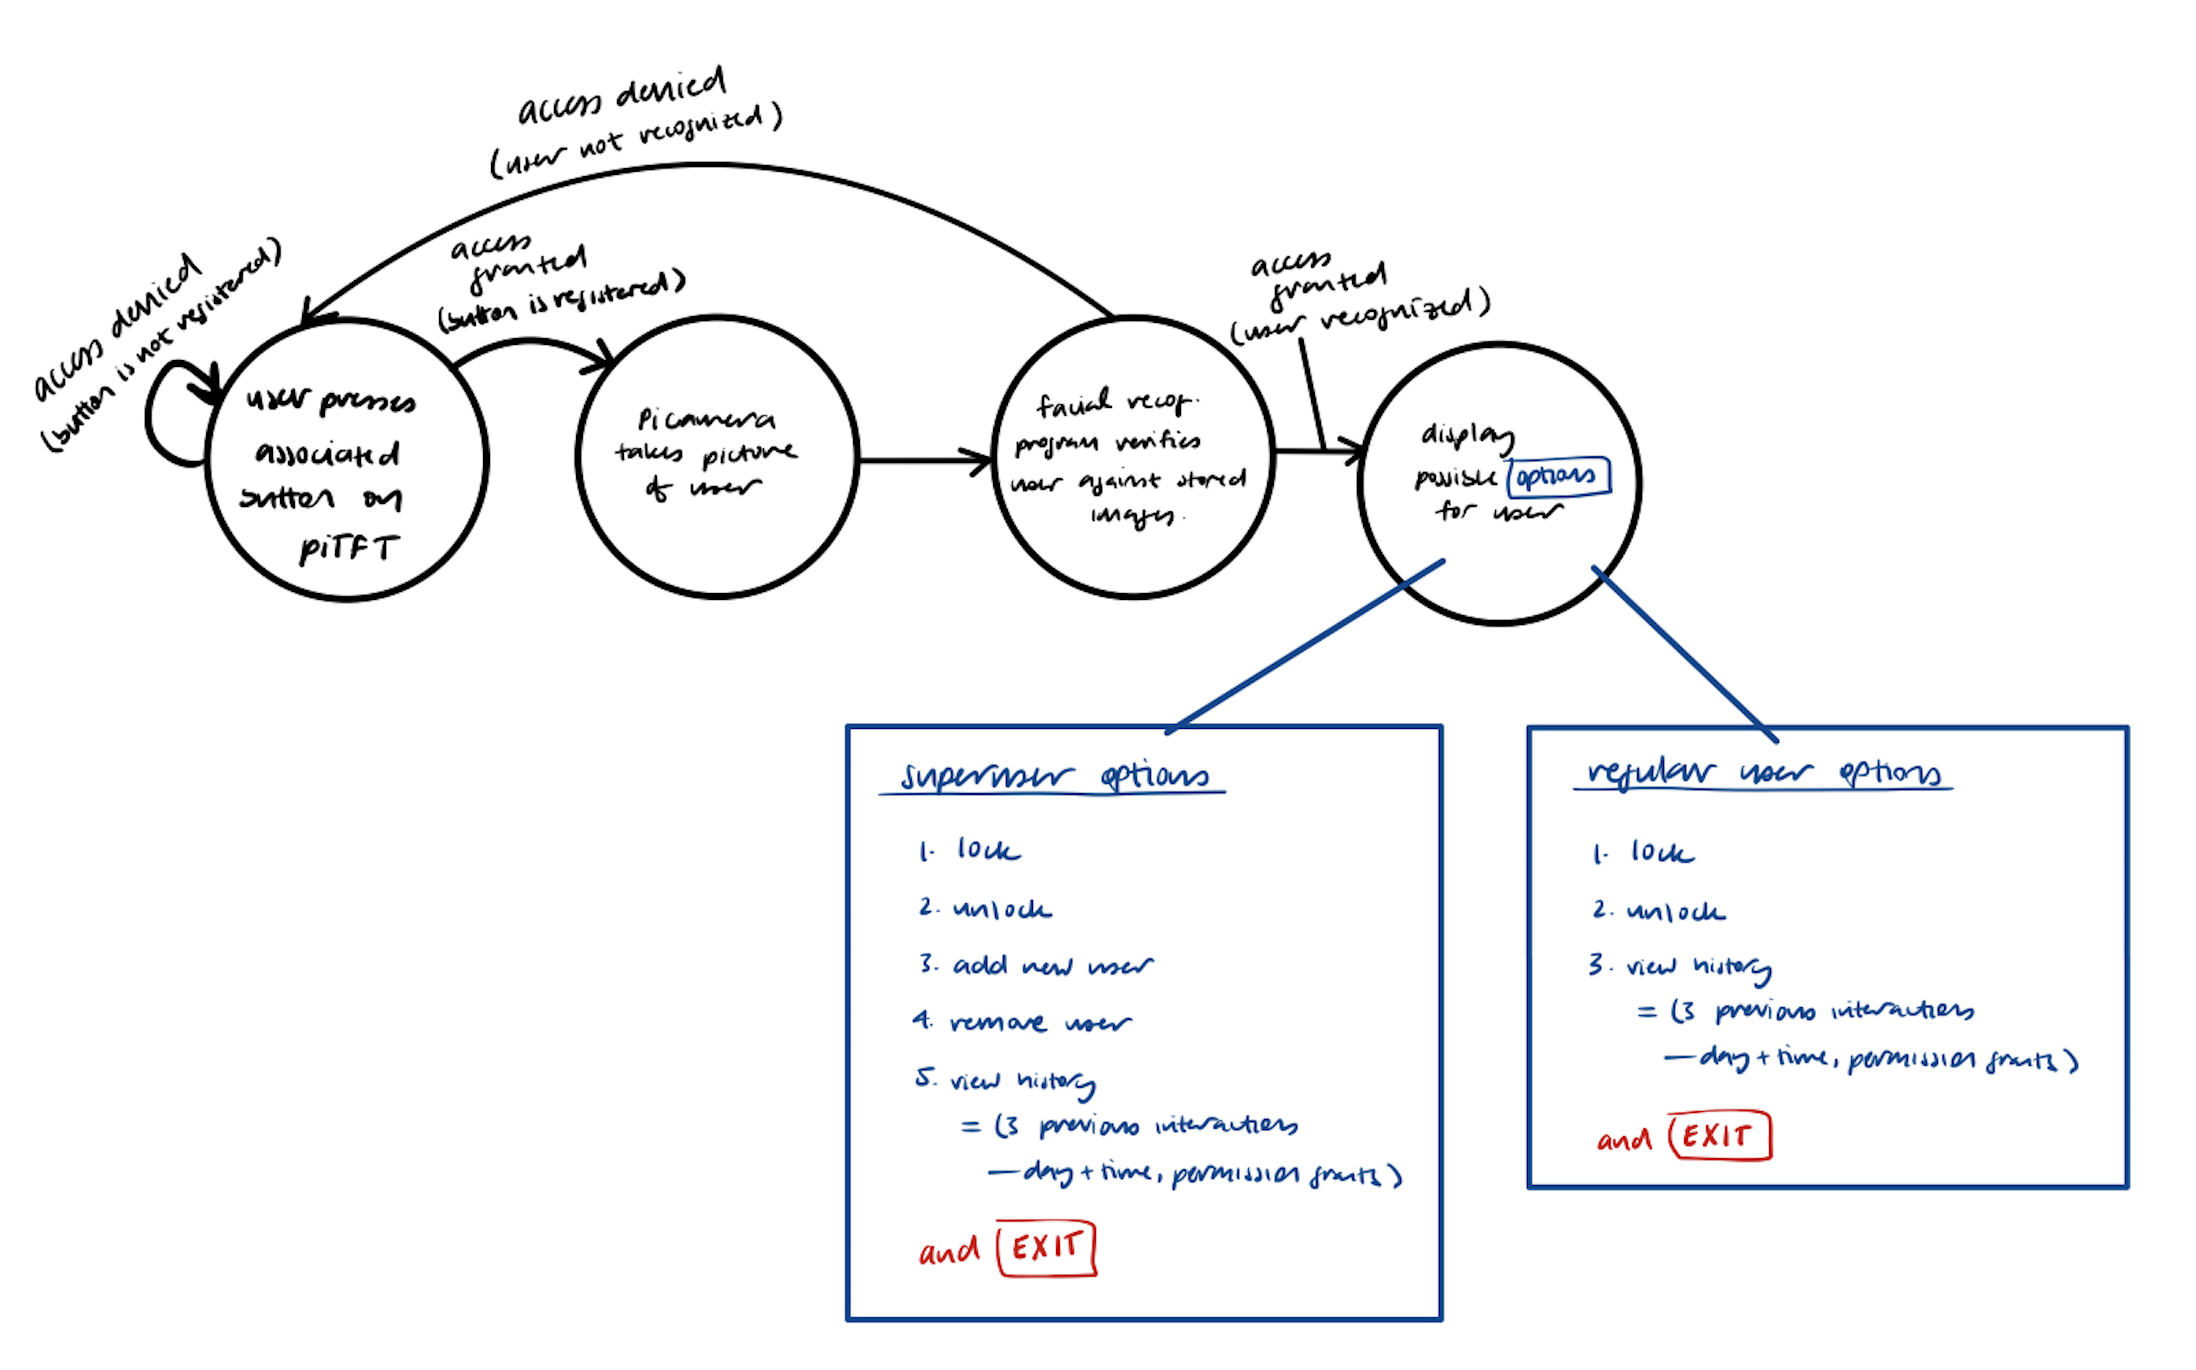 access denied
(user not recognized)
access denied
(button is not registered)
access
granted
(button is registered)
access
granted
(user recognized)
user presses
associated
button on
piTFT
Picamera
takes picture
of user
facial recog.
program verifies
user against stored
images.
display
possible options
for user
superuser options
1. lock
2. unlock
3. add new user
4. remove user
5. view history
= (3 previous interactions
— day + time, permission grants)
and EXIT
regular user options
1. lock
2. unlock
3. view history
= (3 previous interactions
— day + time, permission grants)
and EXIT